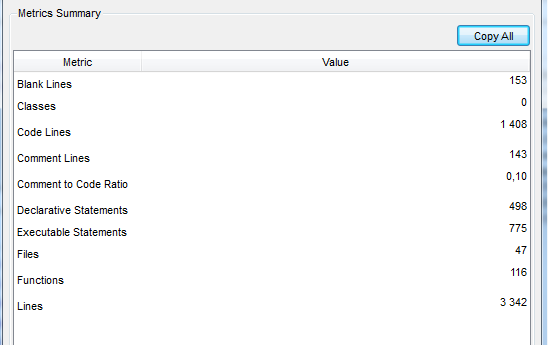 Metrics Summary
Copy All
Metric Value
Blank Lines 153
Classes 0
Code Lines 1 408
Comment Lines 143
Comment to Code Ratio 0,10
Declarative Statements 498
Executable Statements 775
Files 47
Functions 116
Lines 3 342